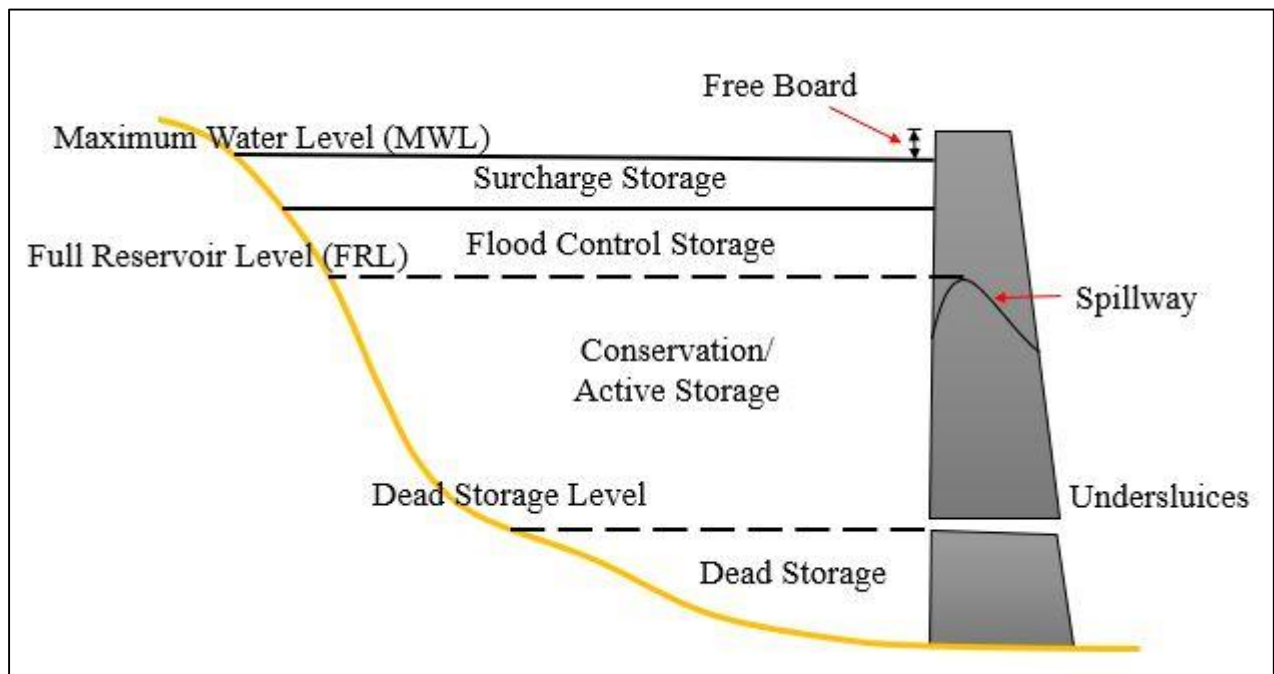 Free Board
Maximum Water Level (MWL)
Surcharge Storage
Flood Control Storage
Full Reservoir Level (FRL)
Spillway
Conservation/
Active Storage
Dead Storage Level
Undersluices
Dead Storage